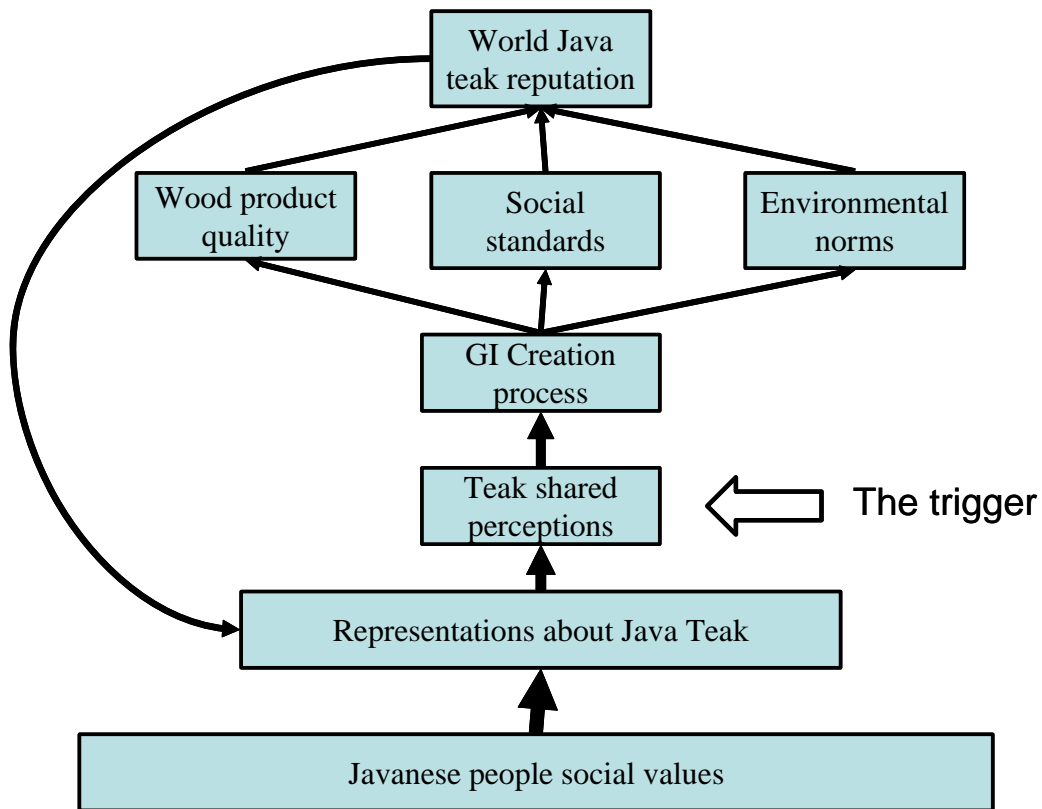 World Java
teak reputation
Wood product
quality
Social
standards
Environmental
norms
GI Creation
process
Teak shared
perceptions
The trigger
Representations about Java Teak
Javanese people social values